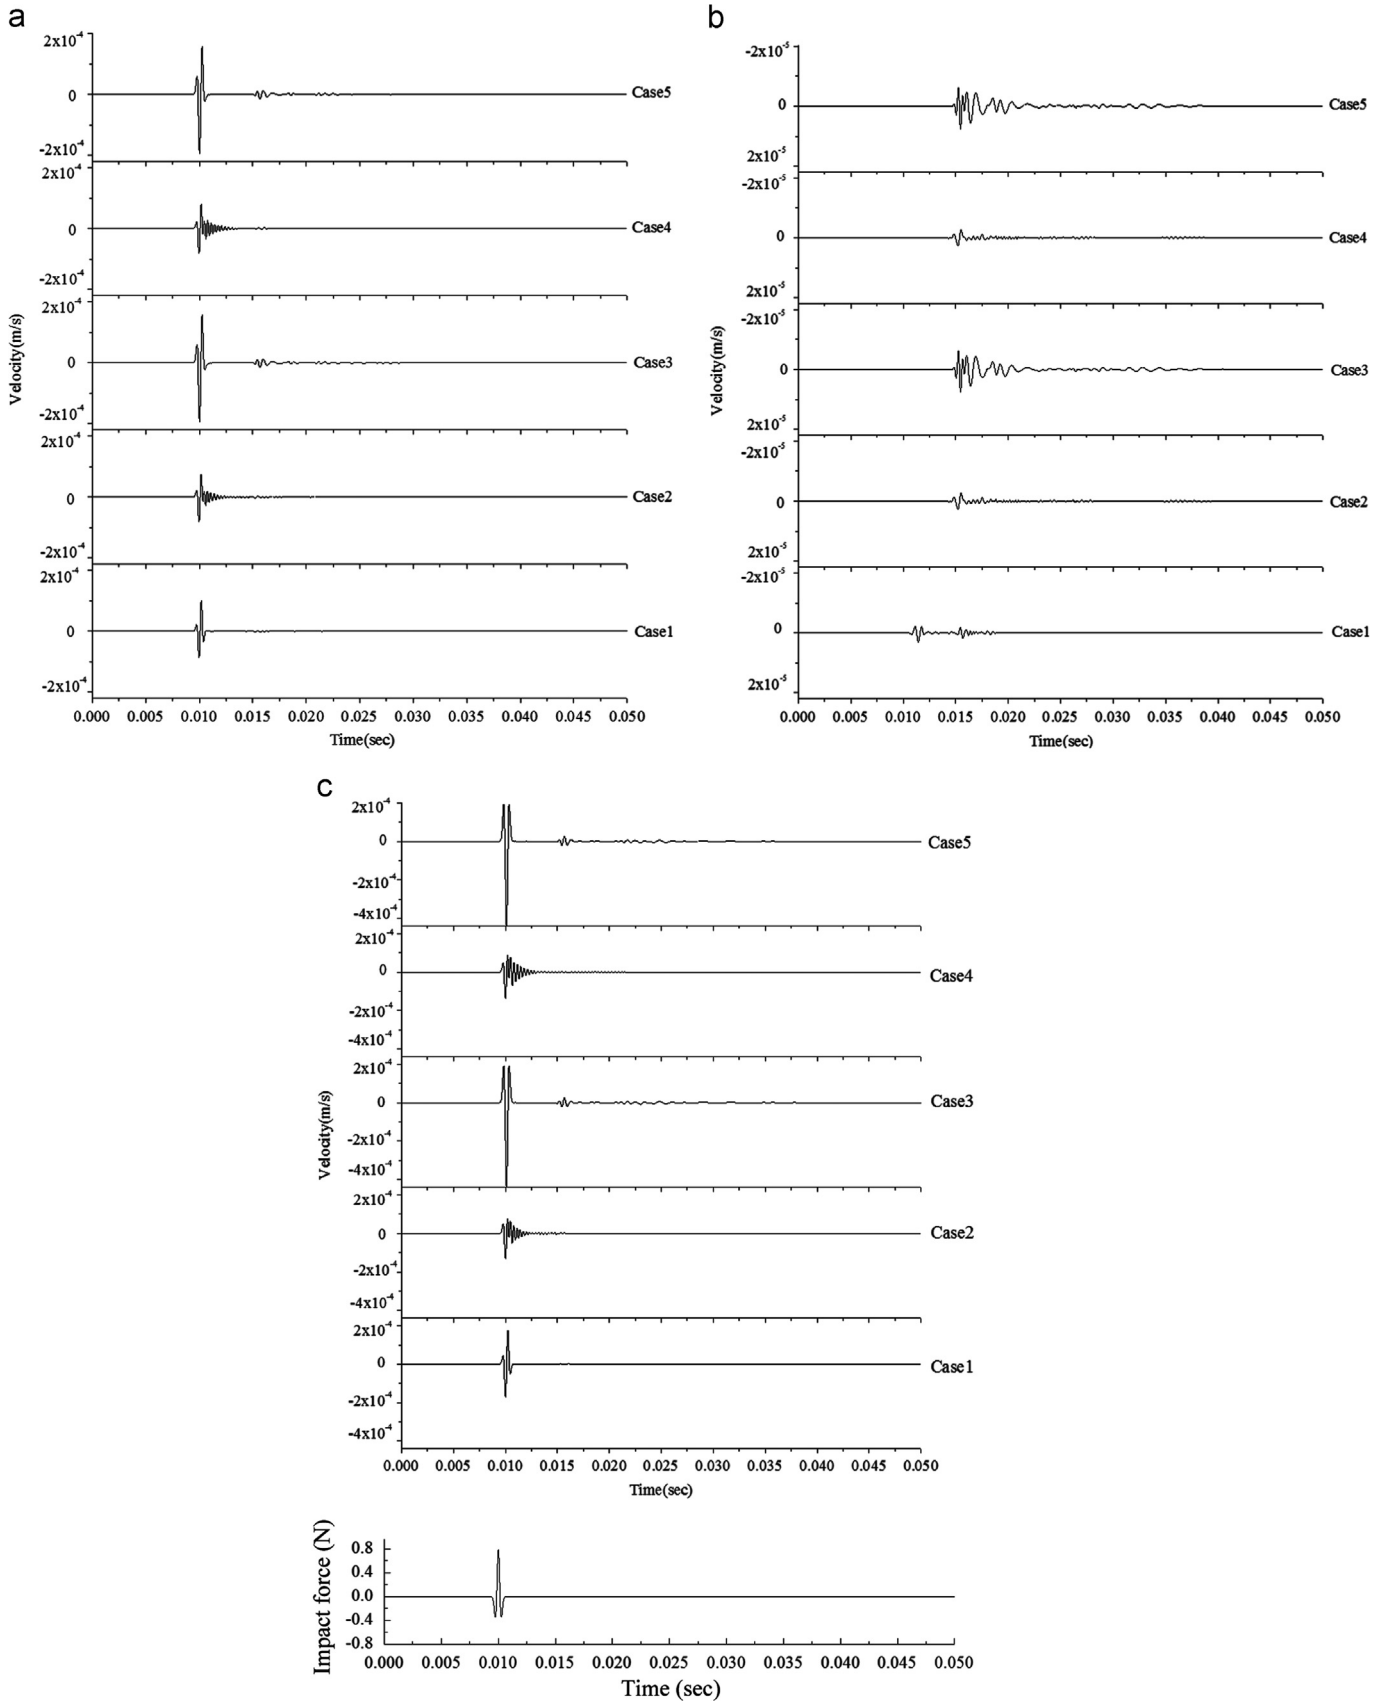 a
2x10⁻⁴
0
-2x10⁻⁴
Case5
2x10⁻⁴
0
-2x10⁻⁴
Case4
2x10⁻⁴
0
-2x10⁻⁴
Case3
2x10⁻⁴
0
-2x10⁻⁴
Case2
2x10⁻⁴
0
-2x10⁻⁴
Case1
Velocity(m/s)
0.000 0.005 0.010 0.015 0.020 0.025 0.030 0.035 0.040 0.045 0.050
Time(sec)
b
-2x10⁻⁵
0
2x10⁻⁵
Case5
-2x10⁻⁵
0
2x10⁻⁵
Case4
-2x10⁻⁵
0
2x10⁻⁵
Case3
-2x10⁻⁵
0
2x10⁻⁵
Case2
-2x10⁻⁵
0
2x10⁻⁵
Case1
Velocity(m/s)
0.000 0.005 0.010 0.015 0.020 0.025 0.030 0.035 0.040 0.045 0.050
Time(sec)
c
2x10⁻⁴
0
-2x10⁻⁴
-4x10⁻⁴
Case5
2x10⁻⁴
0
-2x10⁻⁴
-4x10⁻⁴
Case4
2x10⁻⁴
0
-2x10⁻⁴
-4x10⁻⁴
Case3
2x10⁻⁴
0
-2x10⁻⁴
-4x10⁻⁴
Case2
2x10⁻⁴
0
-2x10⁻⁴
-4x10⁻⁴
Case1
Velocity(m/s)
0.000 0.005 0.010 0.015 0.020 0.025 0.030 0.035 0.040 0.045 0.050
Time(sec)
Impact force (N)
0.8
0.4
0.0
-0.4
-0.8
0.000 0.005 0.010 0.015 0.020 0.025 0.030 0.035 0.040 0.045 0.050
Time (sec)